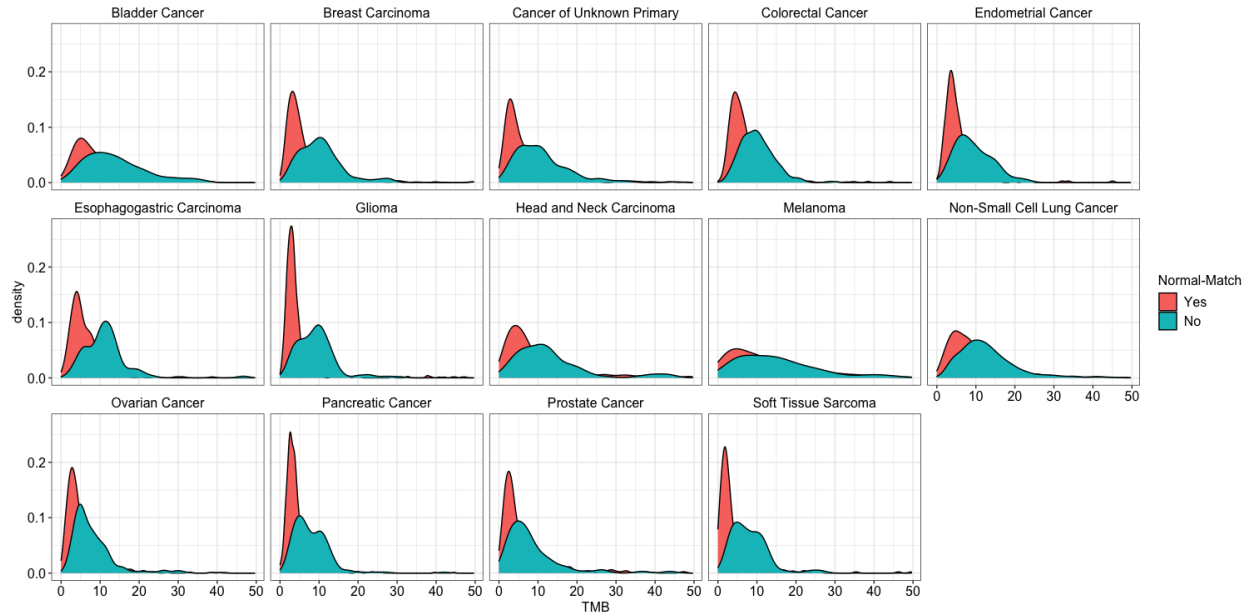 Bladder Cancer Breast Carcinoma Cancer of Unknown Primary Colorectal Cancer Endometrial Cancer
0.2
0.1
0.0
Esophagogastric Carcinoma Glioma Head and Neck Carcinoma Melanoma Non-Small Cell Lung Cancer
0.2
0.1
0.0
density
0 10 20 30 40 50
Normal-Match
Yes
No
Ovarian Cancer Pancreatic Cancer Prostate Cancer Soft Tissue Sarcoma
0.2
0.1
0.0
0 10 20 30 40 50 0 10 20 30 40 50 0 10 20 30 40 50 0 10 20 30 40 50
TMB